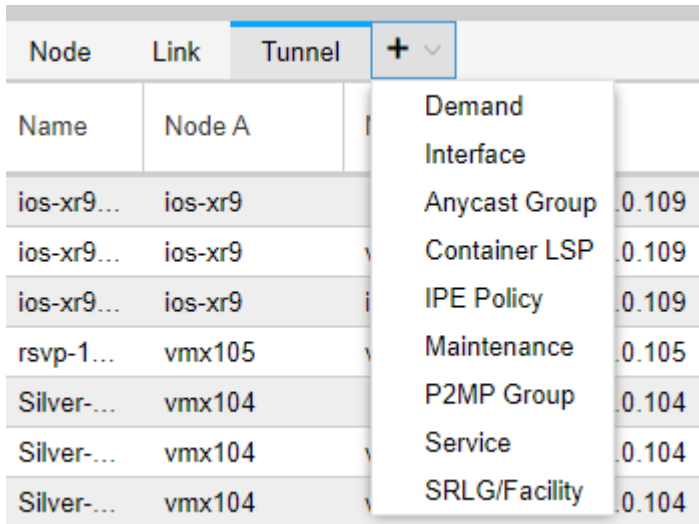 Node Link Tunnel +
Name Node A
Demand
Interface
Anycast Group
Container LSP
IPE Policy
Maintenance
P2MP Group
Service
SRLG/Facility
ios-xr9... ios-xr9 .0.109
ios-xr9... ios-xr9 .0.109
ios-xr9... ios-xr9 .0.109
rsvp-1... vmx105 .0.105
Silver-... vmx104 .0.104
Silver-... vmx104 .0.104
Silver-... vmx104 .0.104